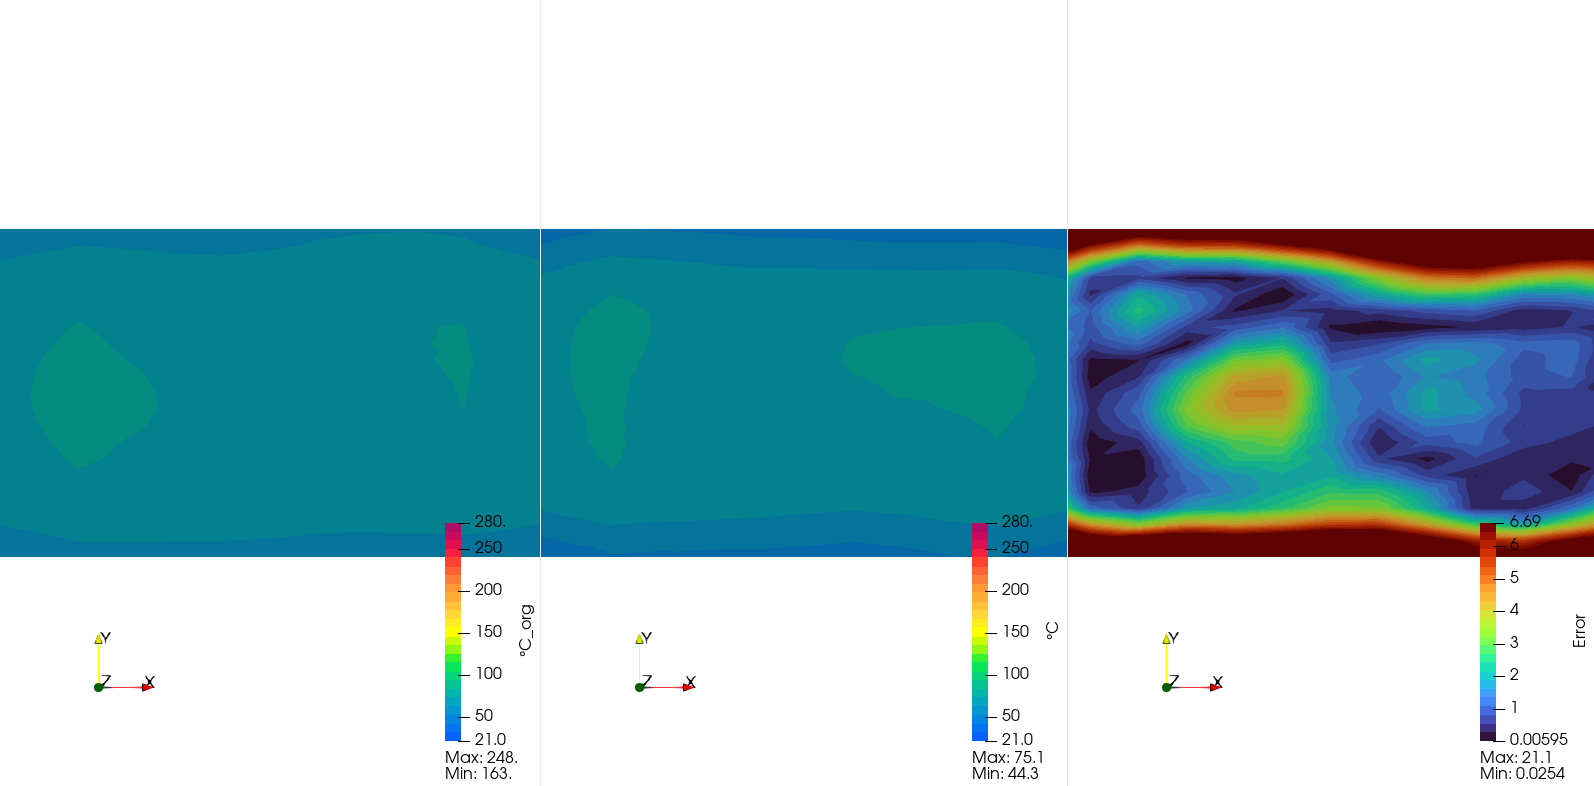 280.
250
200
150
100
50
21.0
°C_org
Max: 248.
Min: 163.
Y
Z
X
280.
250
200
150
100
50
21.0
°C
Max: 75.1
Min: 44.3
Y
Z
X
6.69
6
5
4
3
2
1
0.00595
Error
Max: 21.1
Min: 0.0254
Y
Z
X